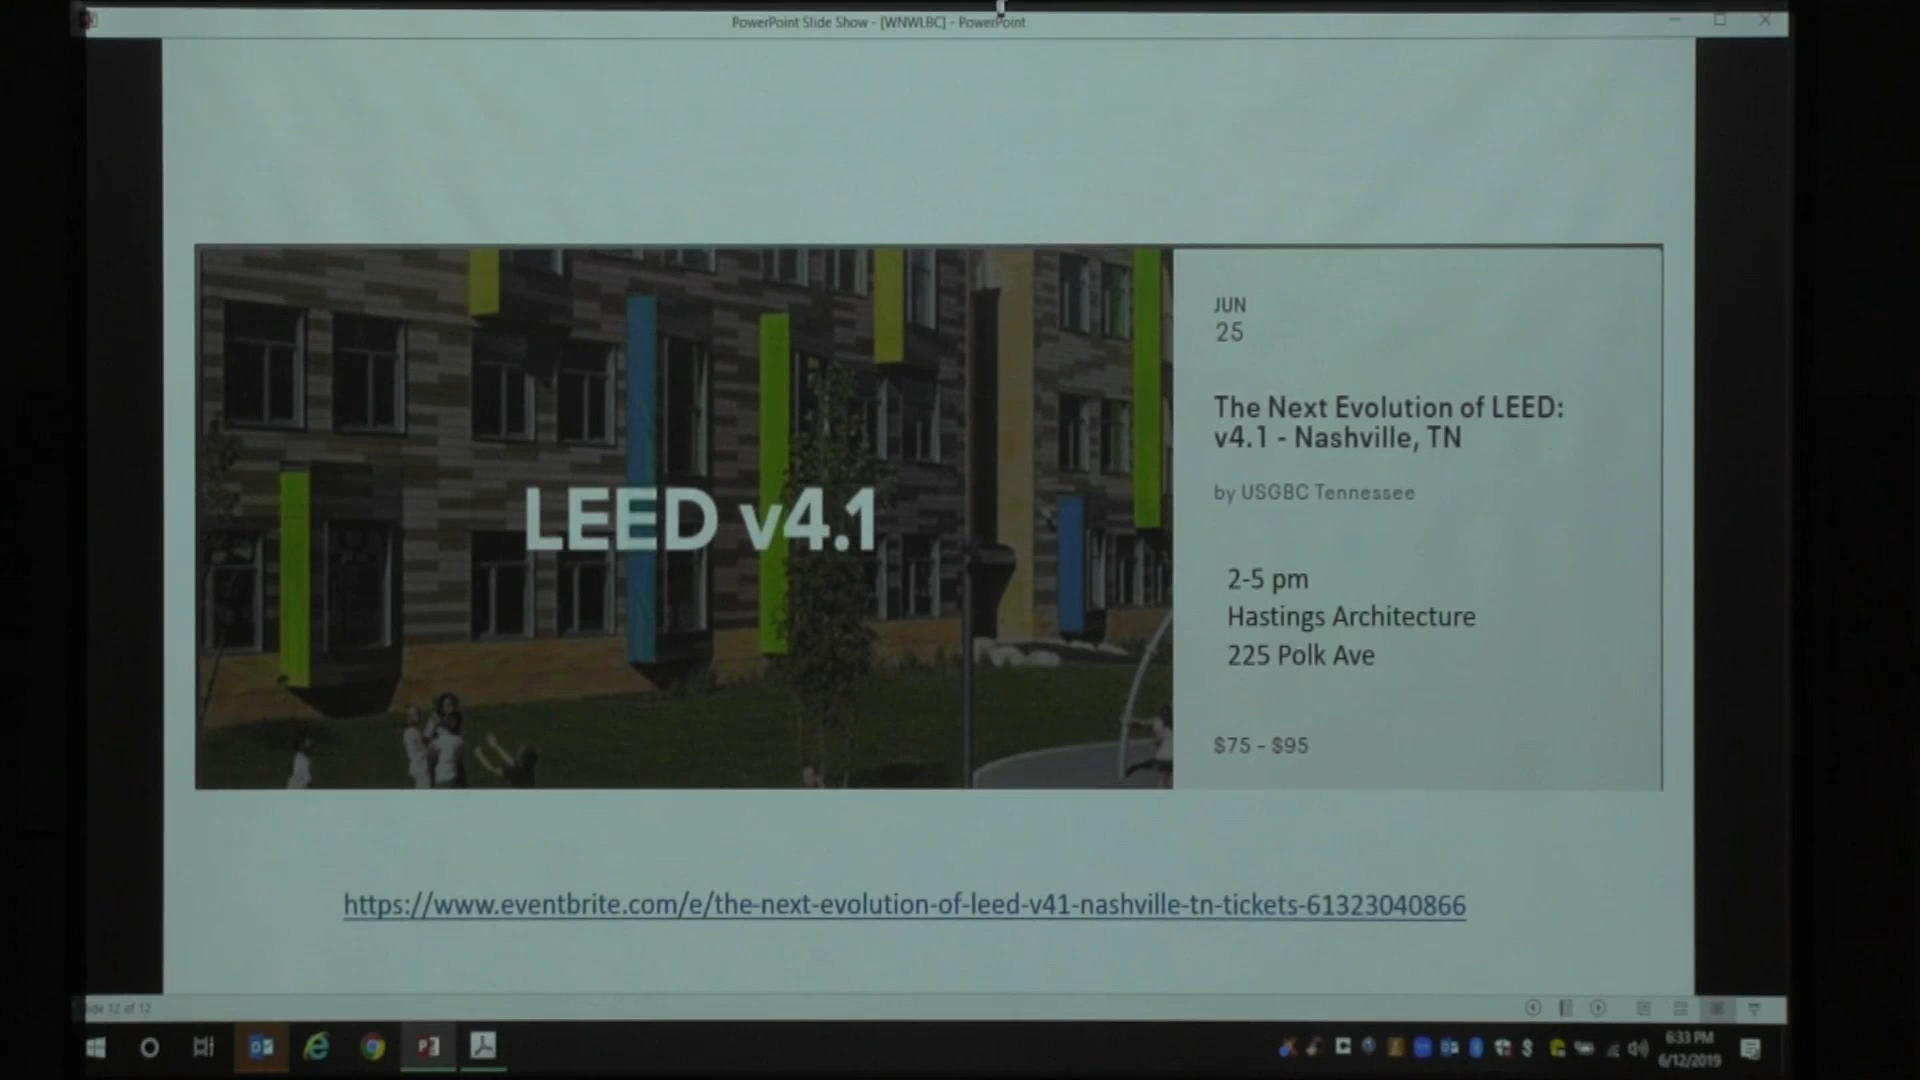 PowerPoint Slide Show - [WNWLBC] - PowerPoint
LEED v4.1
JUN
25
The Next Evolution of LEED:
v4.1 - Nashville, TN
by USGBC Tennessee
2-5 pm
Hastings Architecture
225 Polk Ave
$75 - $95
https://www.eventbrite.com/e/the-next-evolution-of-leed-v41-nashville-tn-tickets-61323040866
12 of 12
6:33 PM
6/12/2019